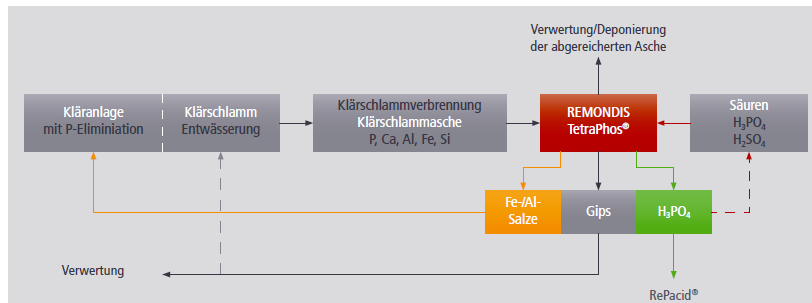 Verwertung/Deponierung
der abgereicherten Asche
Kläranlage
mit P-Eliminiation
Klärschlamm
Entwässerung
Klärschlammverbrennung
Klärschlammasche
P, Ca, Al, Fe, Si
REMONDIS
TetraPhos®
Säuren
H₃PO₄
H₂SO₄
Fe-/Al-
Salze
Gips
H₃PO₄
Verwertung
RePacid®